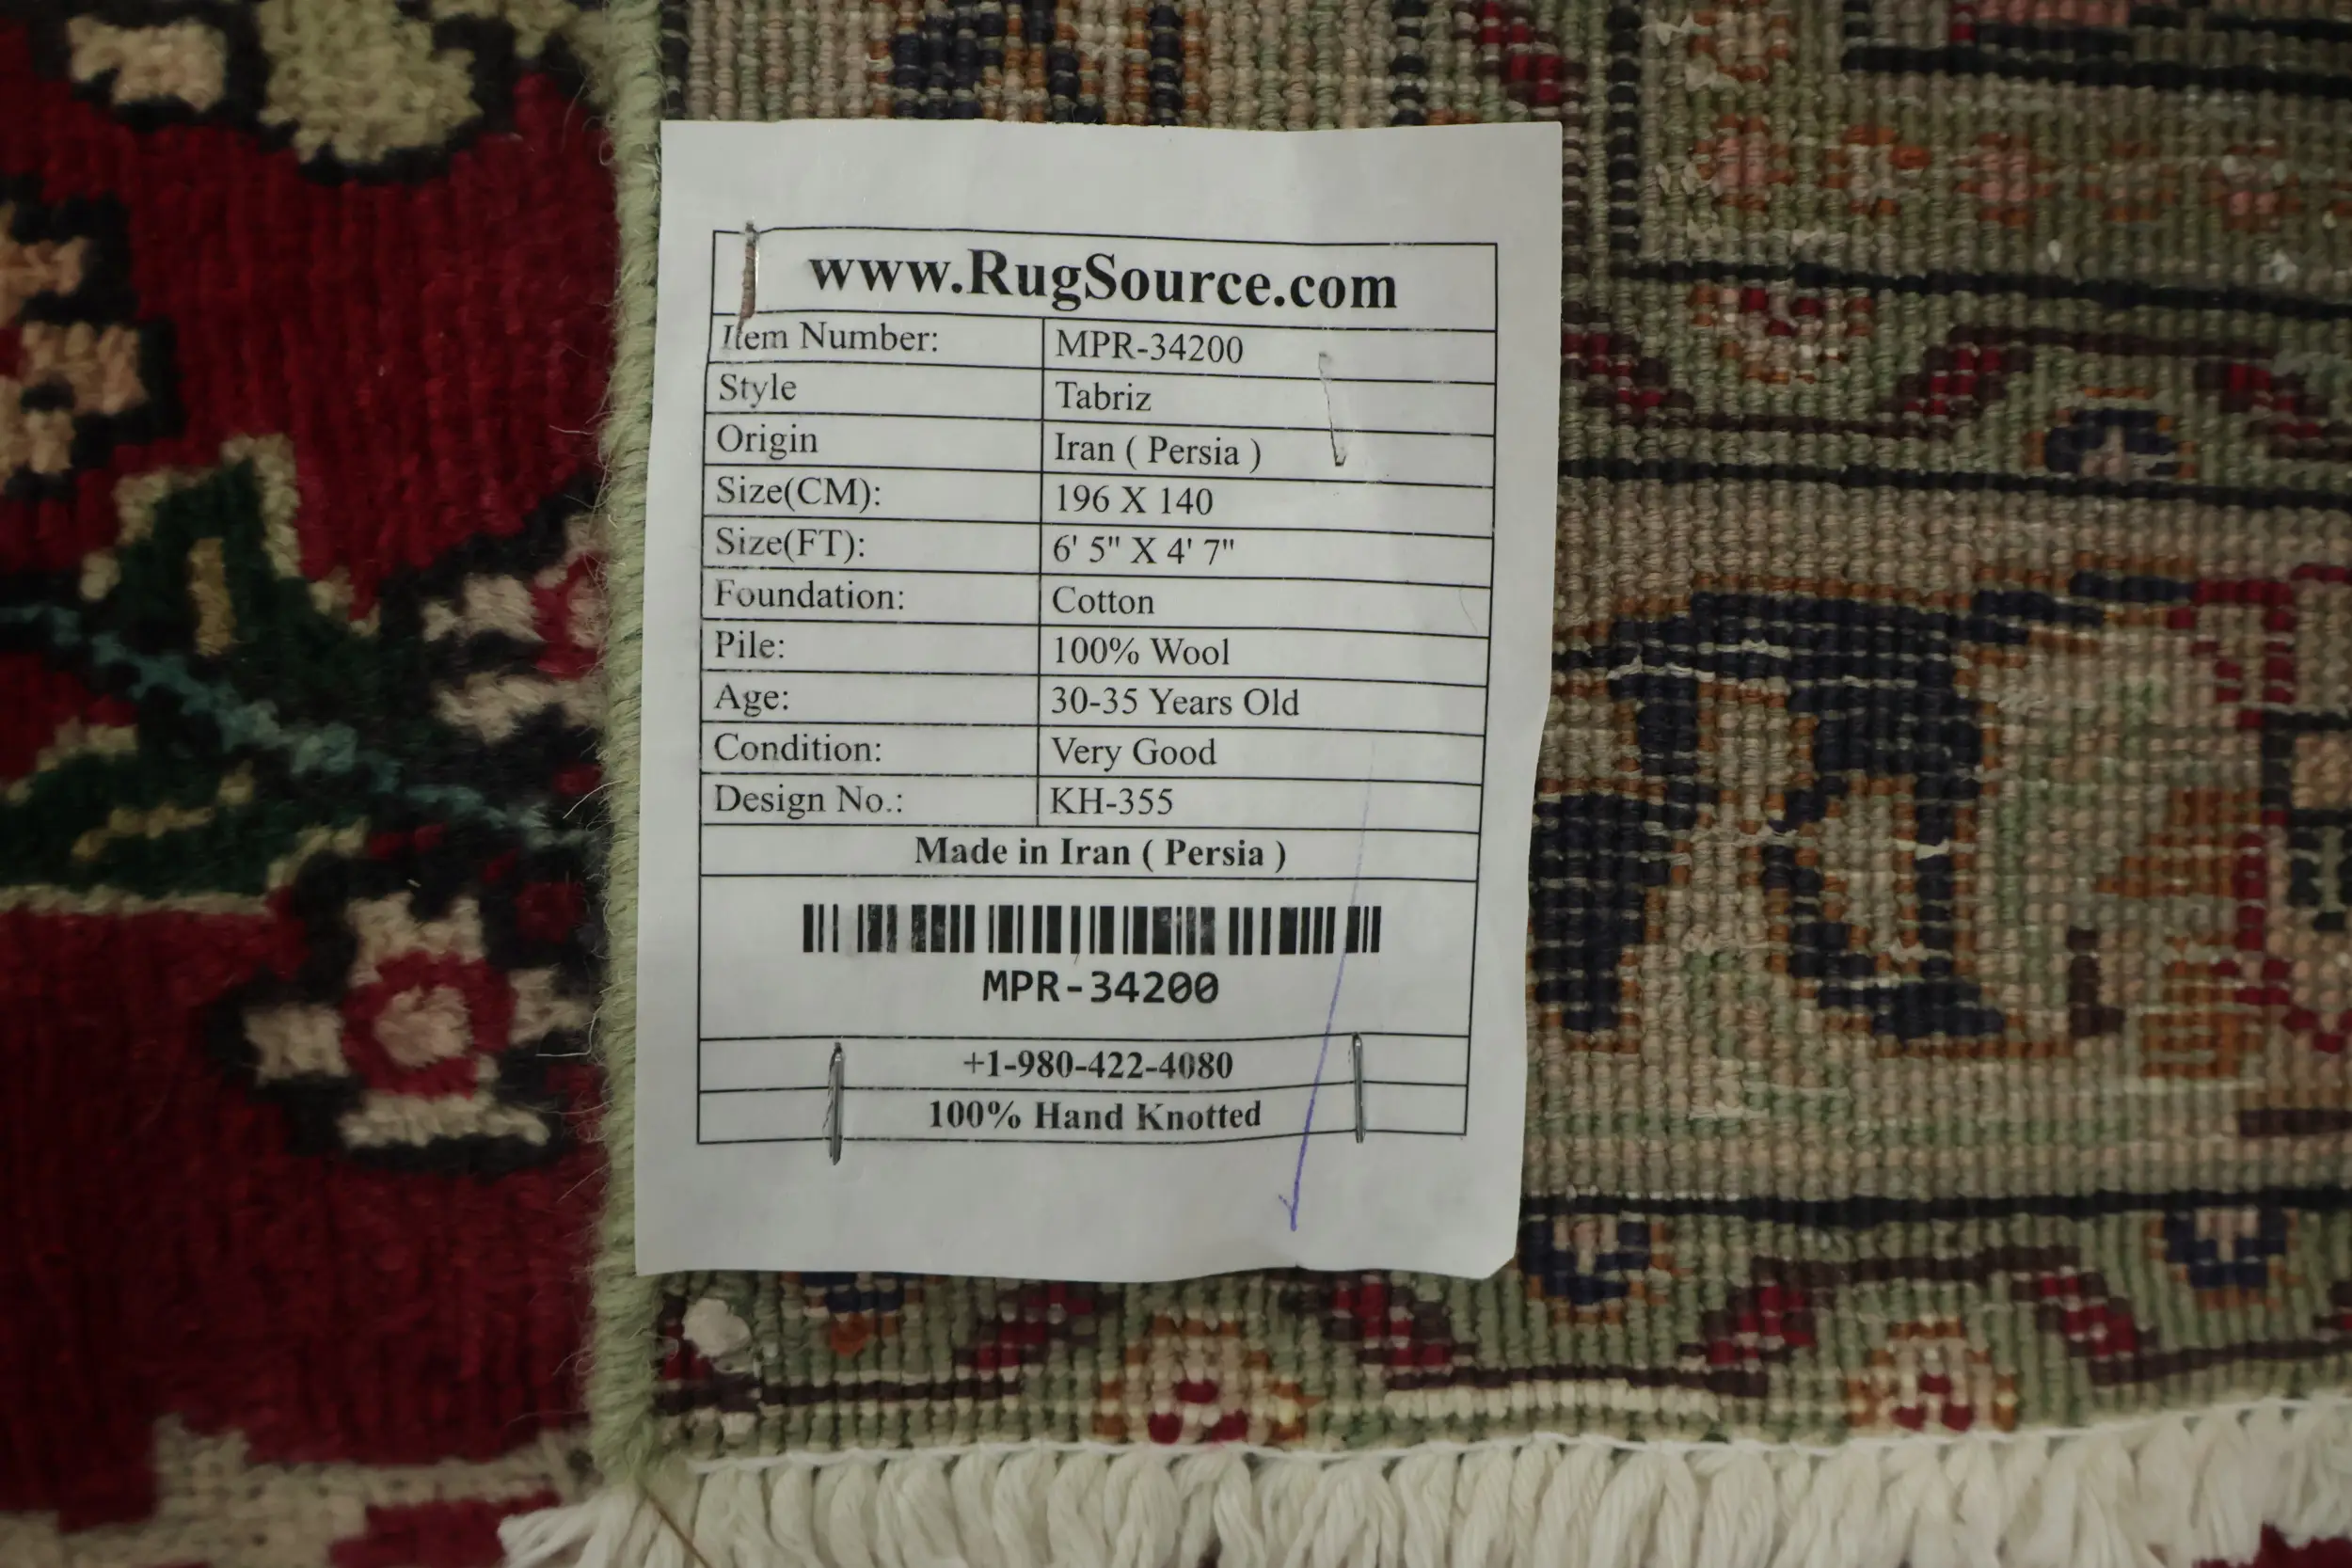 www.RugSource.com
Item Number: MPR-34200
Style Tabriz
Origin Iran ( Persia )
Size(CM): 196 X 140
Size(FT): 6' 5" X 4' 7"
Foundation: Cotton
Pile: 100% Wool
Age: 30-35 Years Old
Condition: Very Good
Design No.: KH-355
Made in Iran ( Persia )
MPR-34200
+1-980-422-4080
100% Hand Knotted